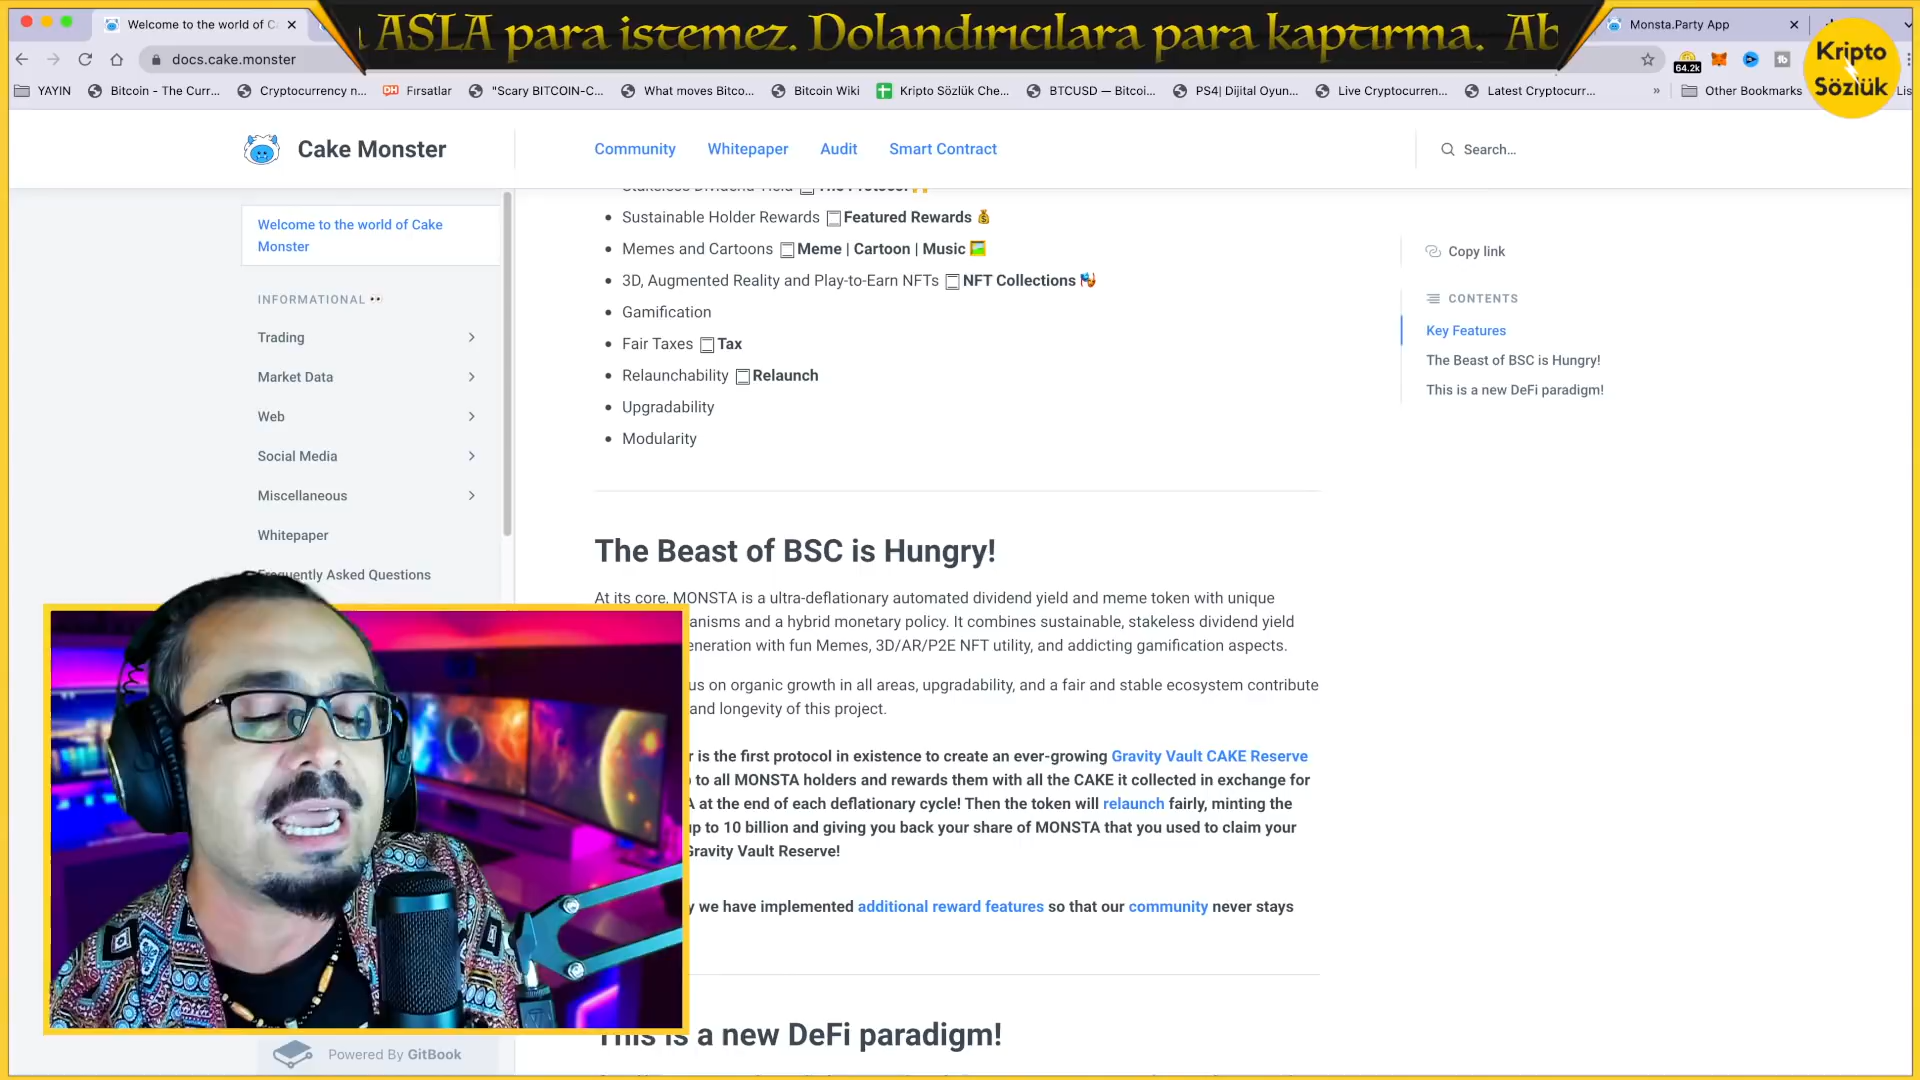 ASLA para istemez. Dolandırıcılara para kaptırma. Ab
Welcome to the world of C
Monsta.Party App
docs.cake.monster
64.2k
Kripto
Sözlük
YAYIN
Bitcoin - The Curr...
Cryptocurrency n...
DH Fırsatlar
"Scary BITCOIN-C...
What moves Bitco...
Bitcoin Wiki
Kripto Sözlük Che...
BTCUSD — Bitcoi...
PS4| Dijital Oyun...
Live Cryptocurren...
Latest Cryptocurr...
»
Other Bookmarks
Cake Monster
Community
Whitepaper
Audit
Smart Contract
Search...
Welcome to the world of Cake
Monster
INFORMATIONAL
Trading
Market Data
Web
Social Media
Miscellaneous
Whitepaper
Frequently Asked Questions
Powered By GitBook
Stakeless Dividend Yield The Protocol
Sustainable Holder Rewards Featured Rewards
Memes and Cartoons Meme | Cartoon | Music
3D, Augmented Reality and Play-to-Earn NFTs NFT Collections
Gamification
Fair Taxes Tax
Relaunchability Relaunch
Upgradability
Modularity
The Beast of BSC is Hungry!
At its core, MONSTA is a ultra-deflationary automated dividend yield and meme token with unique
anisms and a hybrid monetary policy. It combines sustainable, stakeless dividend yield
eneration with fun Memes, 3D/AR/P2E NFT utility, and addicting gamification aspects.
us on organic growth in all areas, upgradability, and a fair and stable ecosystem contribute
and longevity of this project.
r is the first protocol in existence to create an ever-growing Gravity Vault CAKE Reserve
to all MONSTA holders and rewards them with all the CAKE it collected in exchange for
A at the end of each deflationary cycle! Then the token will relaunch fairly, minting the
up to 10 billion and giving you back your share of MONSTA that you used to claim your
Gravity Vault Reserve!
y we have implemented additional reward features so that our community never stays
This is a new DeFi paradigm!
Copy link
CONTENTS
Key Features
The Beast of BSC is Hungry!
This is a new DeFi paradigm!